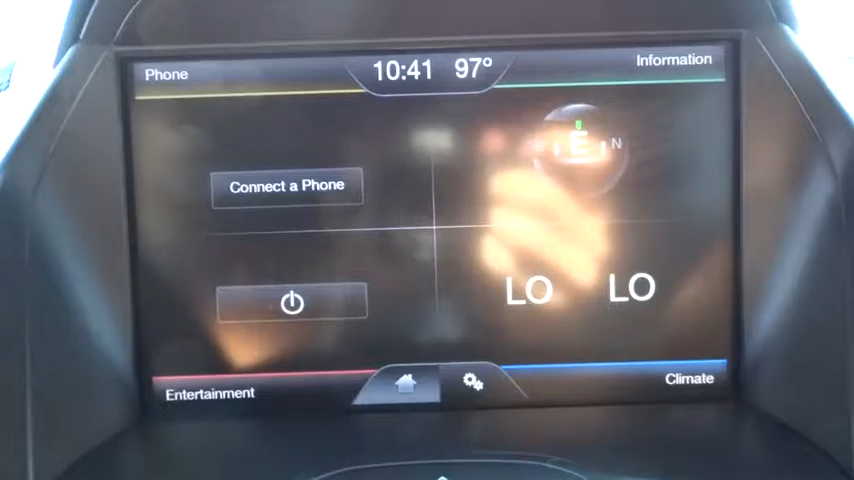 Phone
10:41 97°
Information
S E N
Connect a Phone
LO LO
Entertainment
Climate